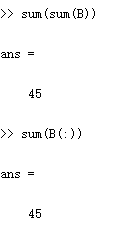 >> sum(sum(B))
ans =
45
>> sum(B(:))
ans =
45